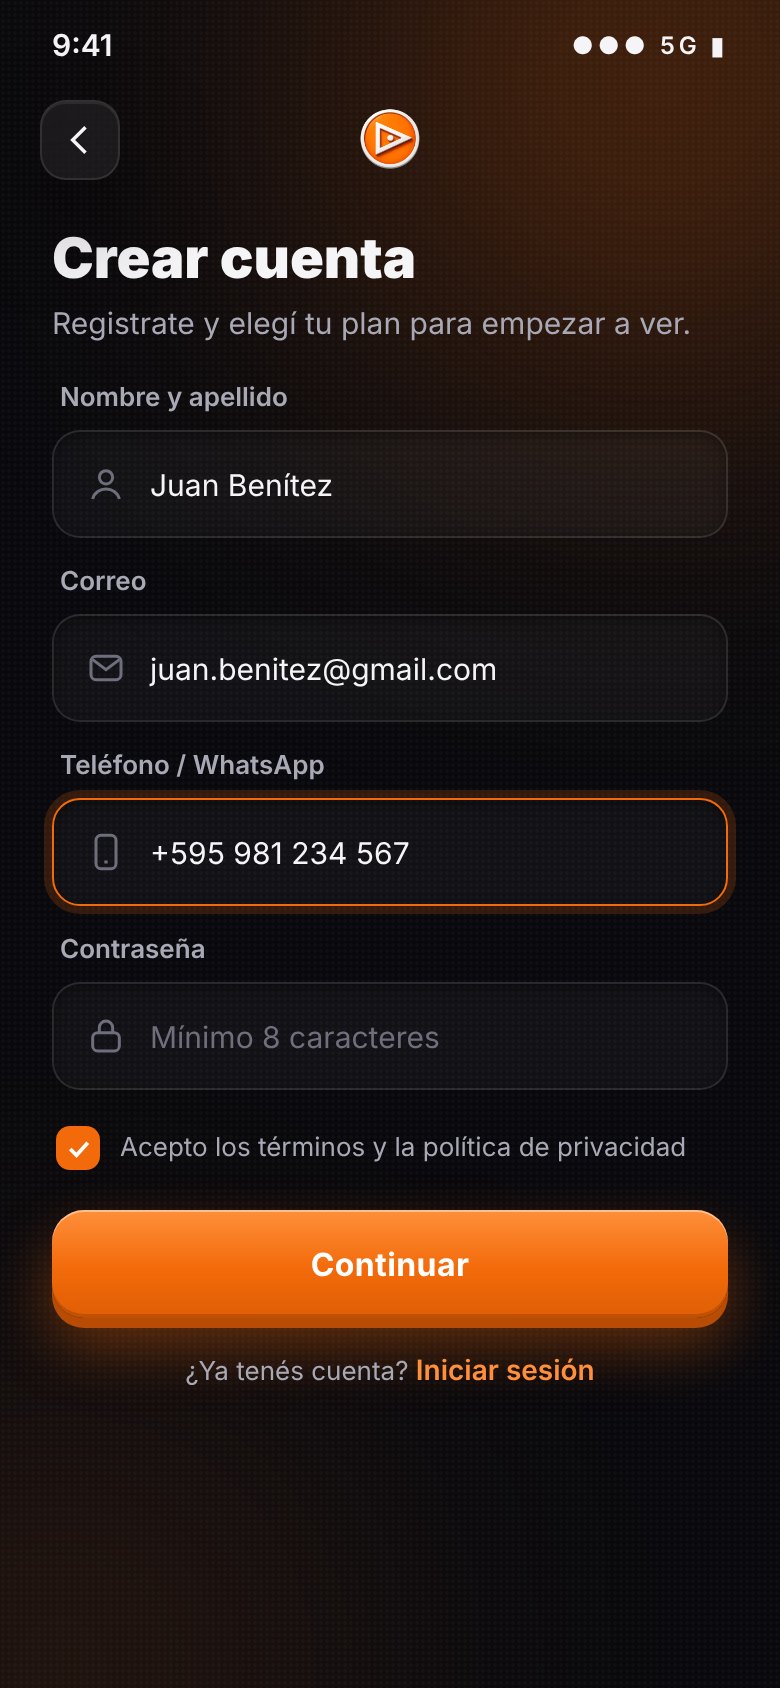 9:41
5G
Crear cuenta
Registrate y elegí tu plan para empezar a ver.
Nombre y apellido
Juan Benítez
Correo
juan.benitez@gmail.com
Teléfono / WhatsApp
+595 981 234 567
Contraseña
Mínimo 8 caracteres
Acepto los términos y la política de privacidad
Continuar
¿Ya tenés cuenta? Iniciar sesión